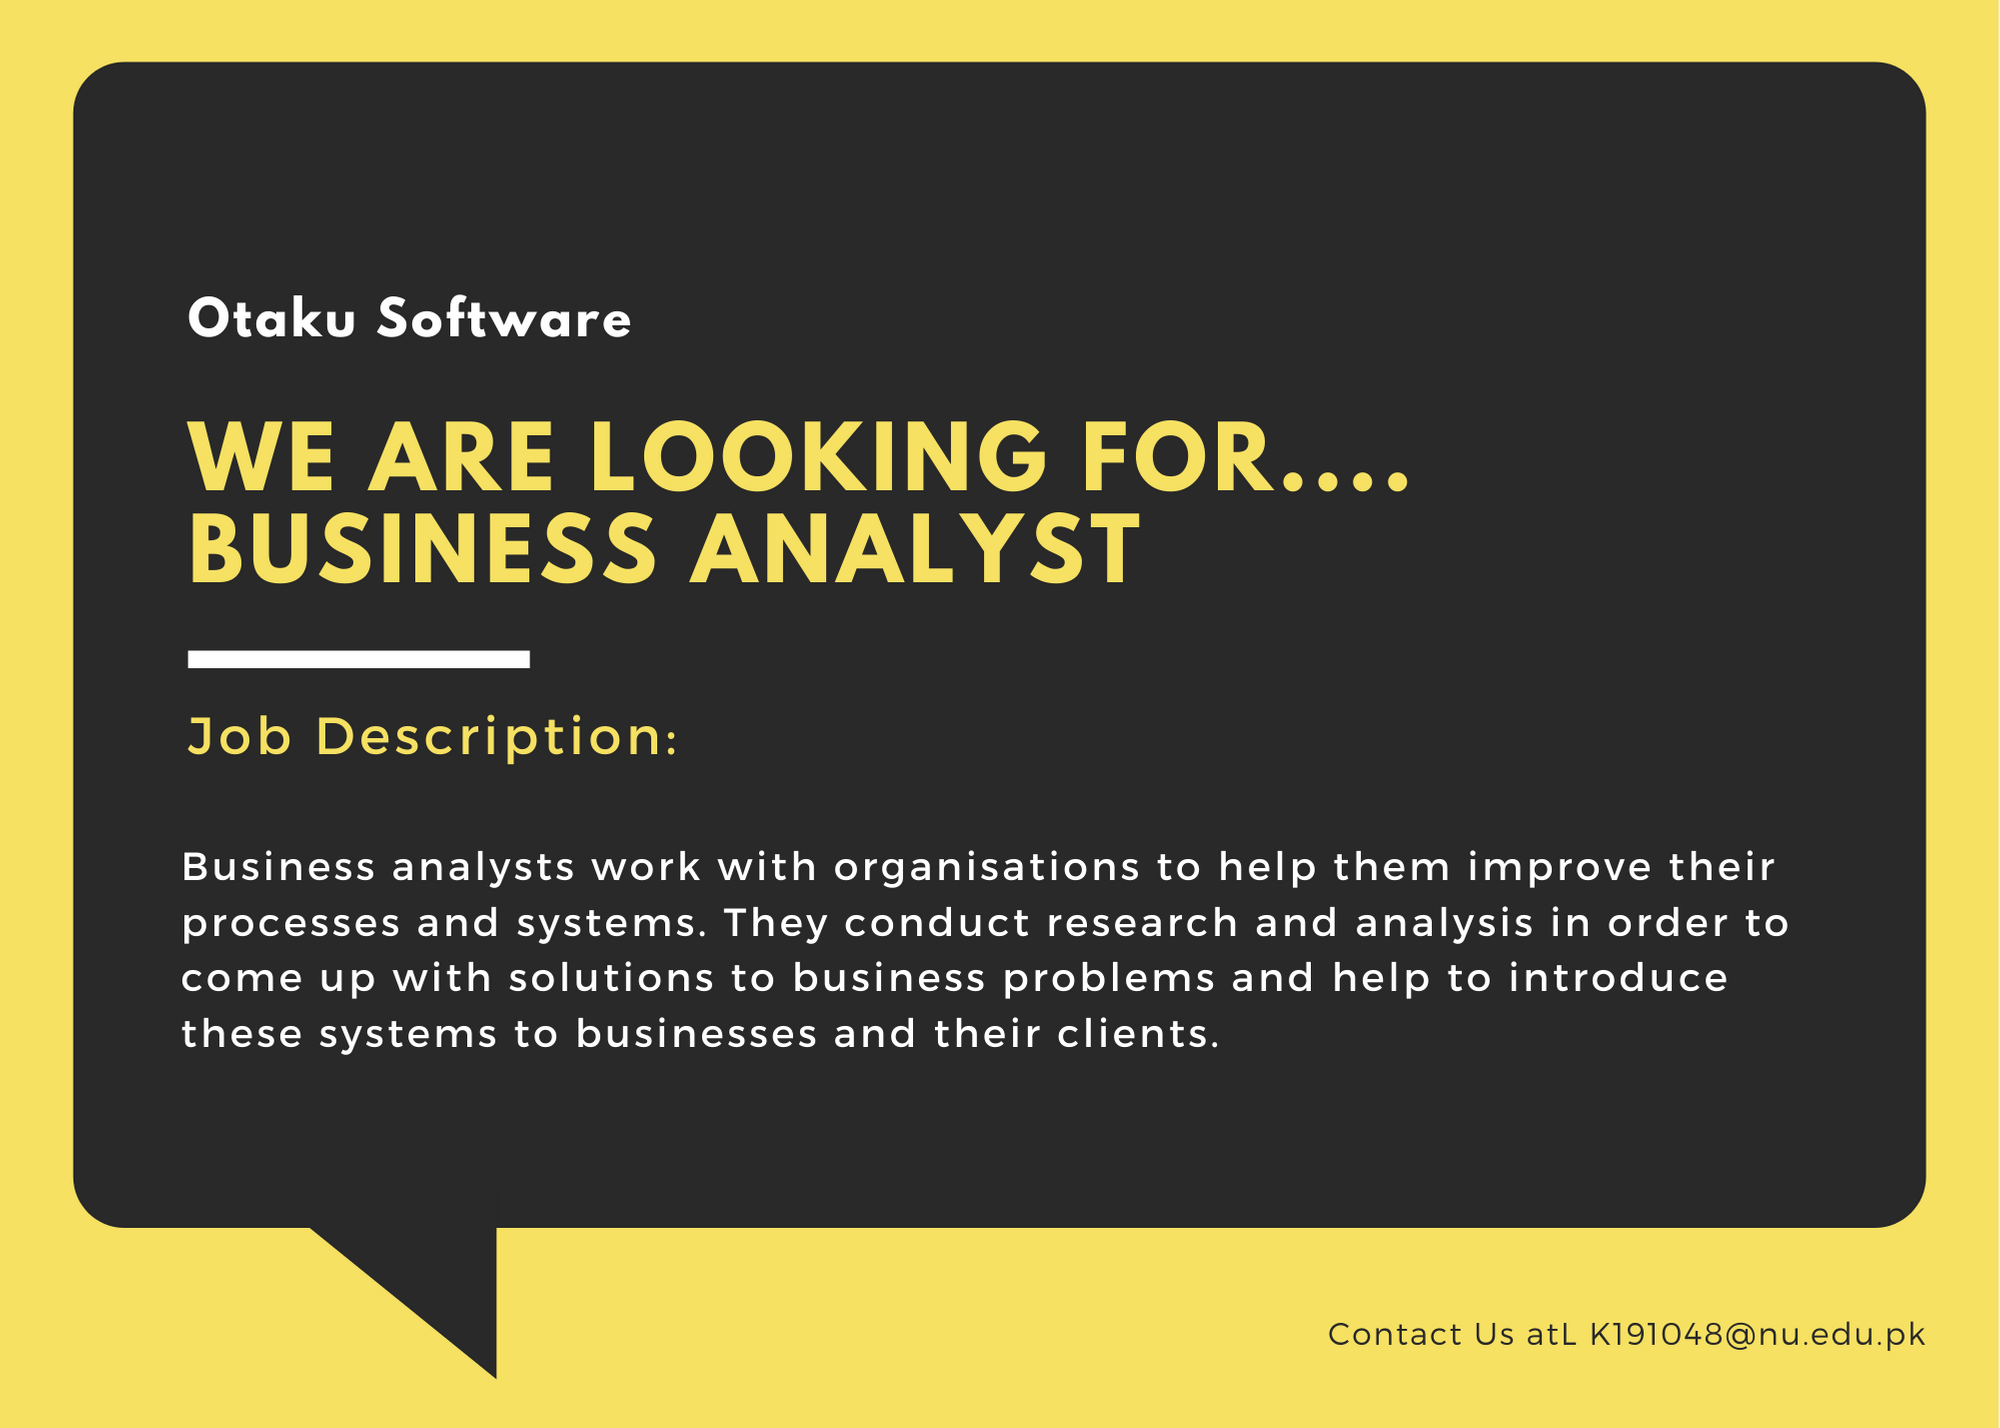 Otaku Software
WE ARE LOOKING FOR....
BUSINESS ANALYST
Job Description:
Business analysts work with organisations to help them improve their
processes and systems. They conduct research and analysis in order to
come up with solutions to business problems and help to introduce
these systems to businesses and their clients.
Contact Us atL K191048@nu.edu.pk